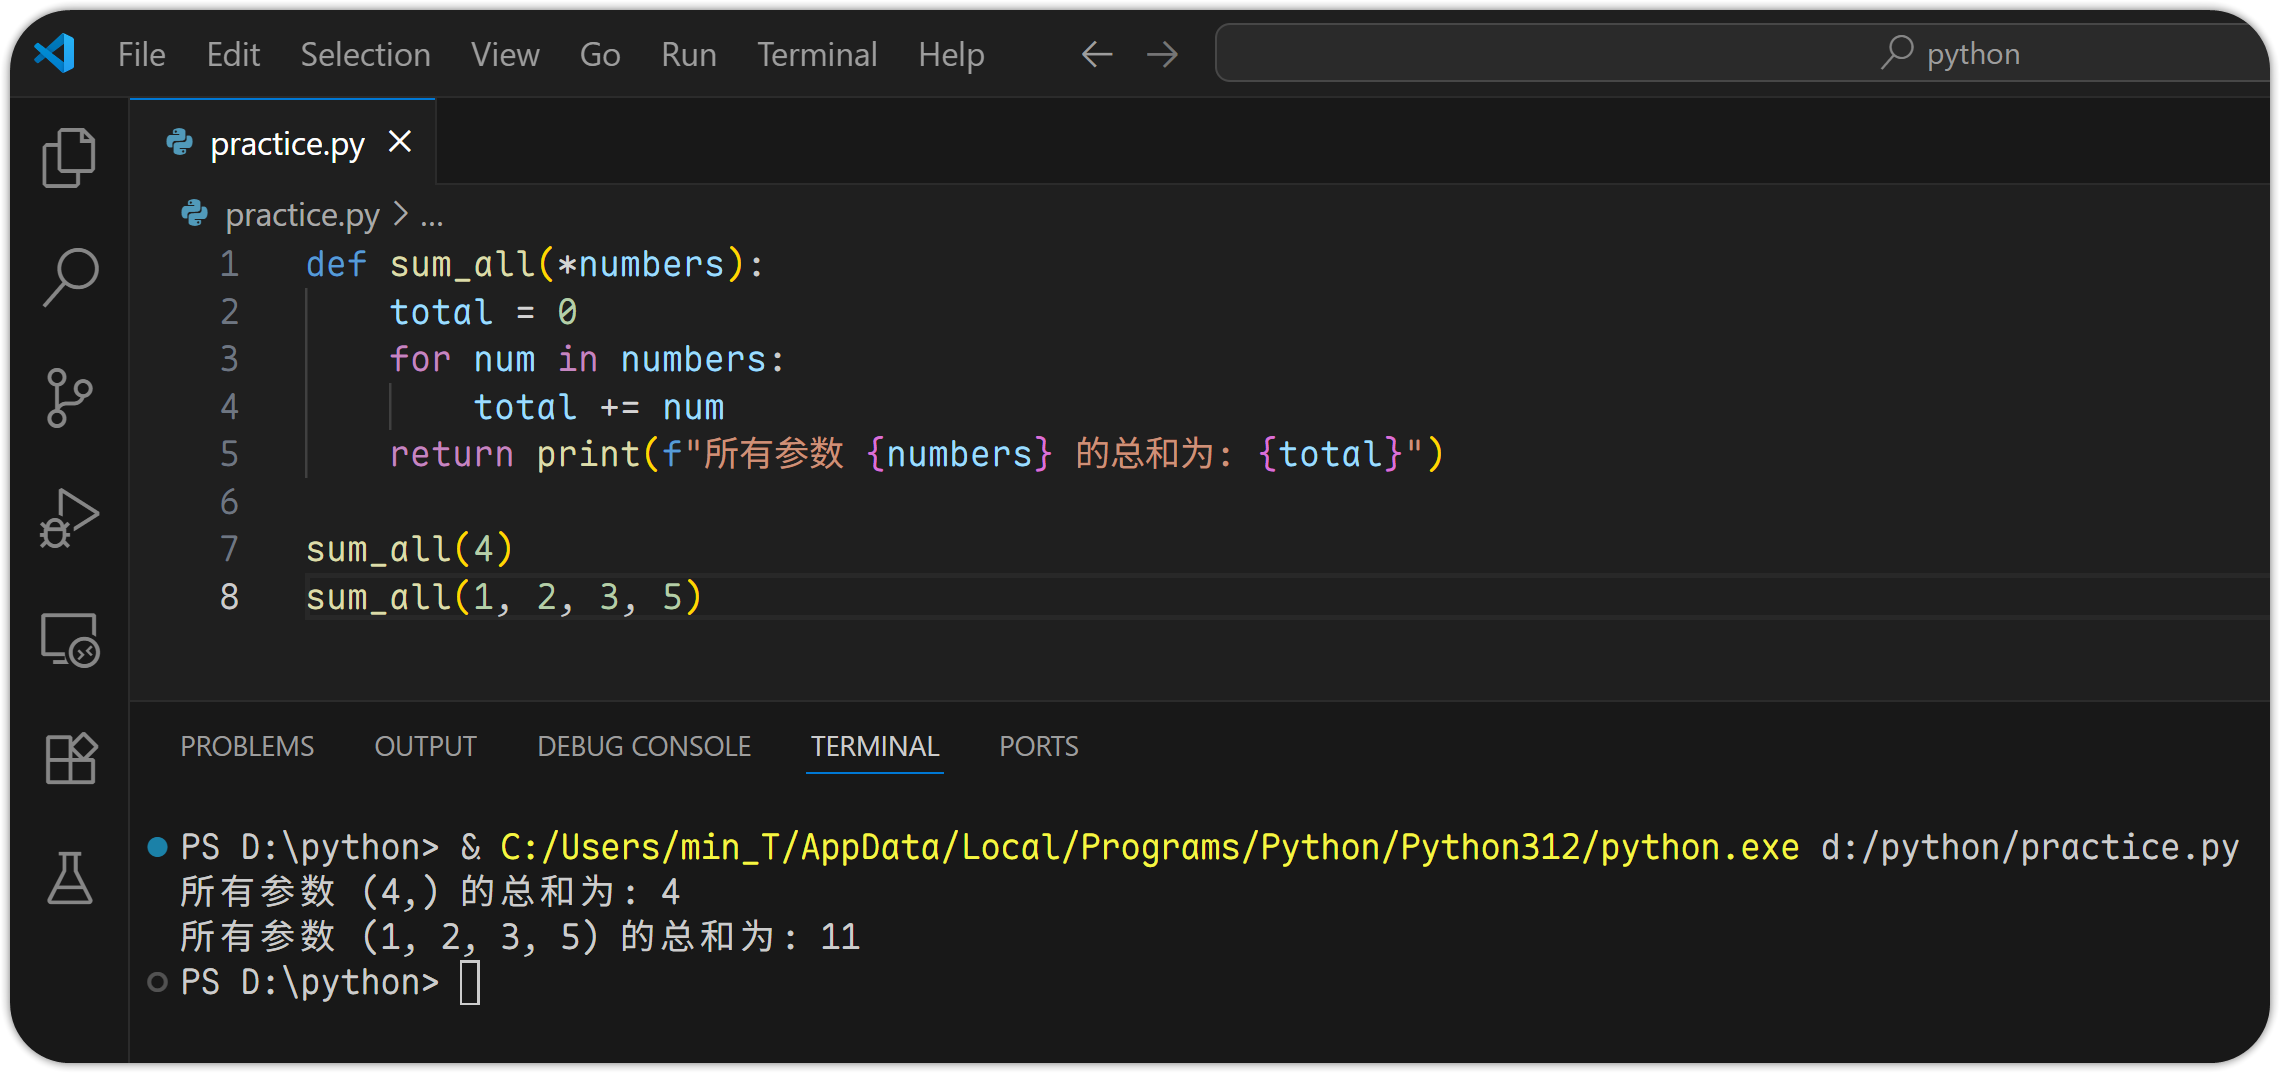 File Edit Selection View Go Run Terminal Help python
practice.py
practice.py > ...
1 def sum_all(*numbers):
2     total = 0
3     for num in numbers:
4         total += num
5     return print(f"所有参数 {numbers} 的总和为: {total}")
6
7 sum_all(4)
8 sum_all(1, 2, 3, 5)
PROBLEMS OUTPUT DEBUG CONSOLE TERMINAL PORTS
PS D:\python> & C:/Users/min_T/AppData/Local/Programs/Python/Python312/python.exe d:/python/practice.py
所有参数 (4,) 的总和为: 4
所有参数 (1, 2, 3, 5) 的总和为: 11
PS D:\python>